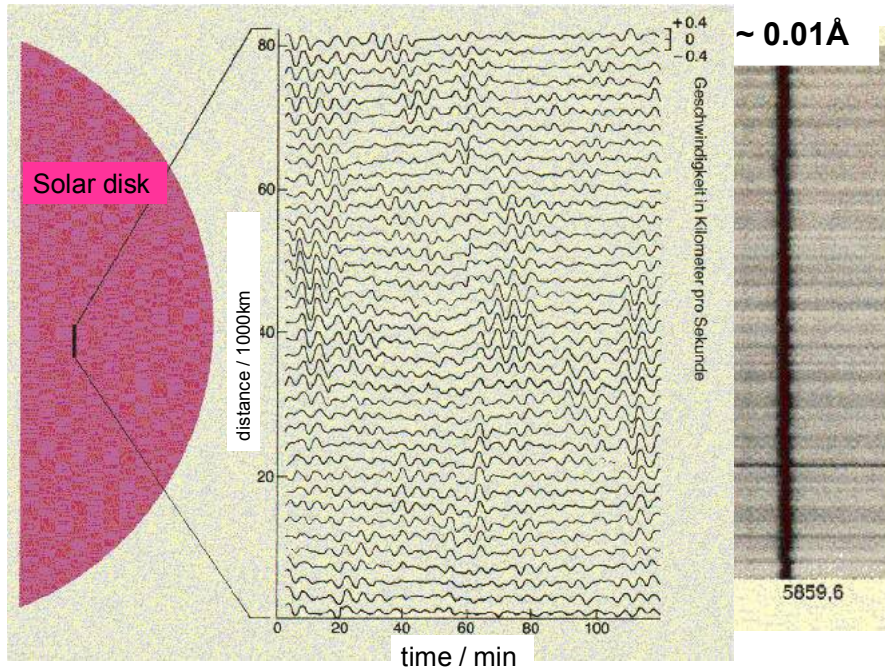 80
60
40
20
0
20
40
60
80
100
Solar disk
distance / 1000km
time / min
+0.4
0
−0.4
Geschwindigkeit in Kilometer pro Sekunde
~ 0.01Å
5859,6